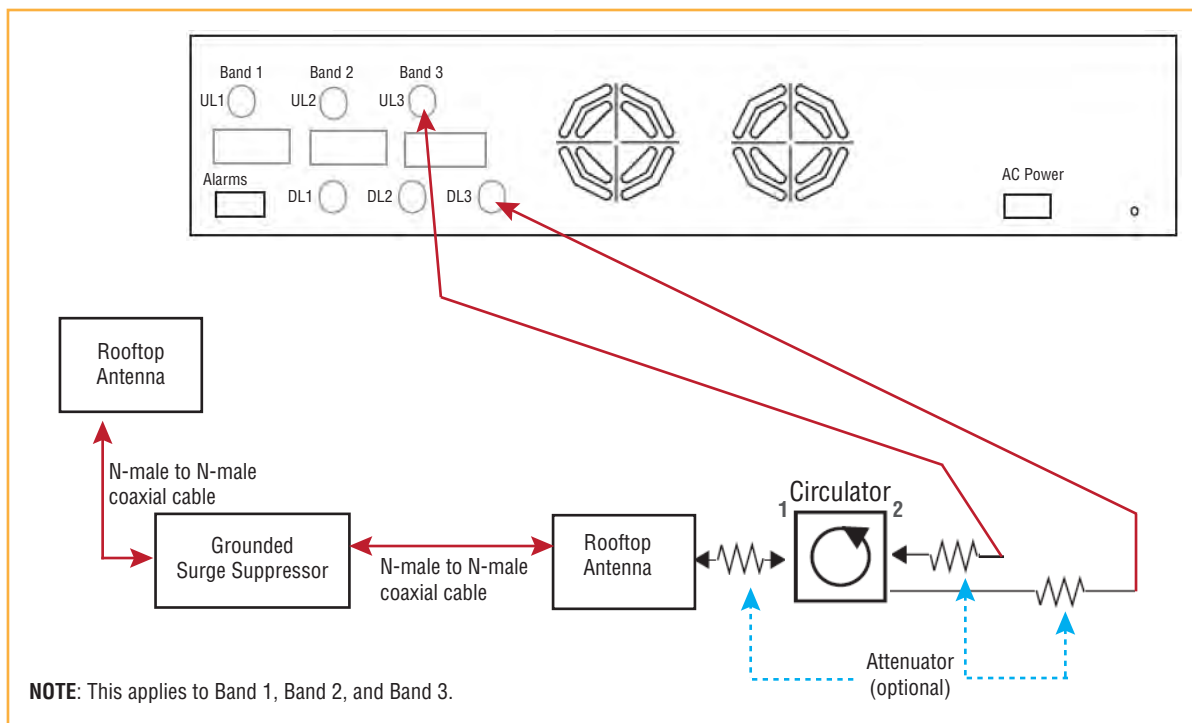 Band 1 Band 2 Band 3
UL1 UL2 UL3
Alarms
DL1 DL2 DL3
AC Power
Rooftop
Antenna
N-male to N-male
coaxial cable
Grounded
Surge Suppressor
N-male to N-male
coaxial cable
Rooftop
Antenna
Circulator
1 2
Attenuator
(optional)
NOTE: This applies to Band 1, Band 2, and Band 3.